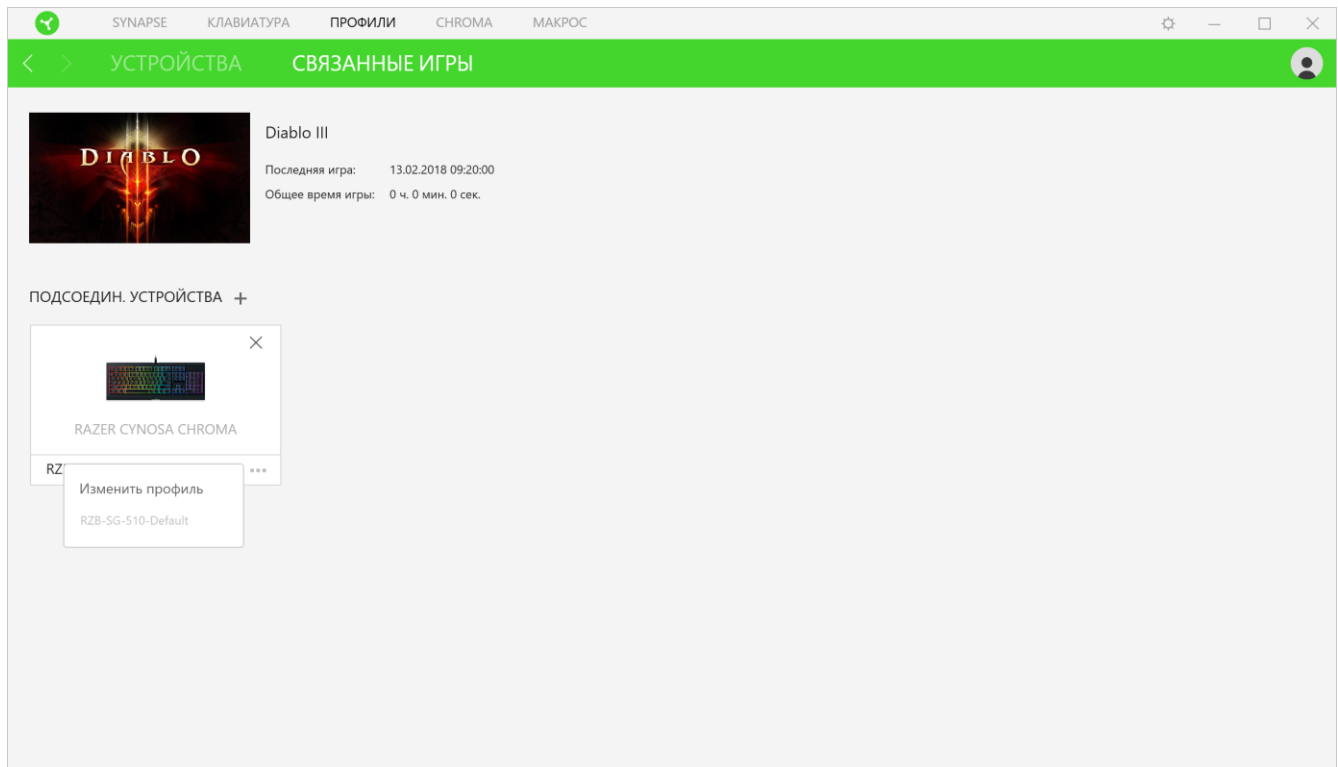 SYNAPSE КЛАВИАТУРА ПРОФИЛИ CHROMA МАКРОС
УСТРОЙСТВА СВЯЗАННЫЕ ИГРЫ
DIABLO
Diablo III
Последняя игра: 13.02.2018 09:20:00
Общее время игры: 0 ч. 0 мин. 0 сек.
ПОДСОЕДИН. УСТРОЙСТВА +
RAZER CYNOSA CHROMA
RZ
Изменить профиль
RZB-SG-510-Default